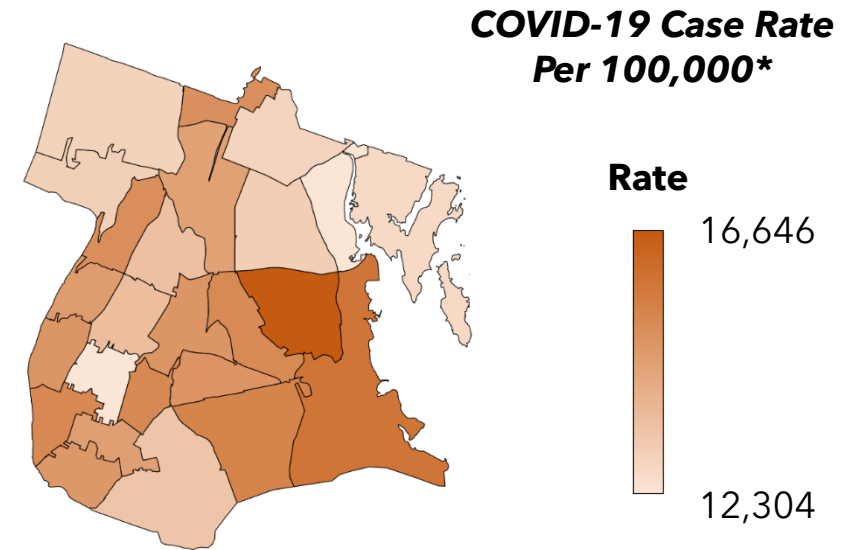 COVID-19 Case Rate
Per 100,000*
Rate
16,646
12,304